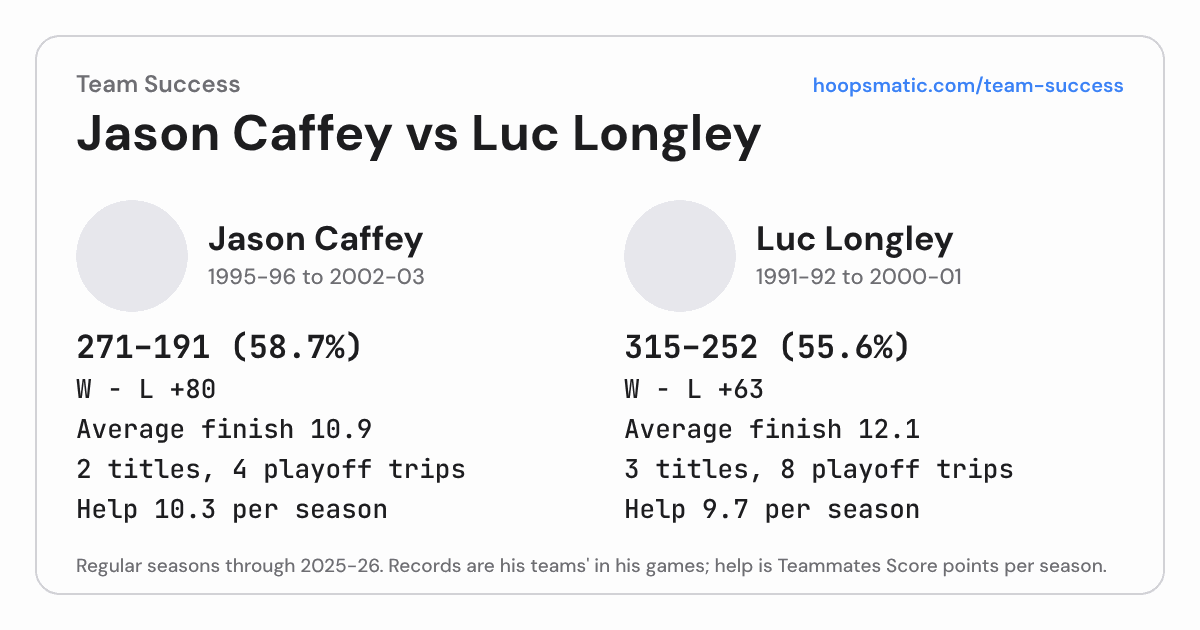 Team Success
hoopsmatic.com/team-success
Jason Caffey vs Luc Longley
Jason Caffey
1995-96 to 2002-03
271-191 (58.7%)
W - L +80
Average finish 10.9
2 titles, 4 playoff trips
Help 10.3 per season
Luc Longley
1991-92 to 2000-01
315-252 (55.6%)
W - L +63
Average finish 12.1
3 titles, 8 playoff trips
Help 9.7 per season
Regular seasons through 2025-26. Records are his teams' in his games; help is Teammates Score points per season.